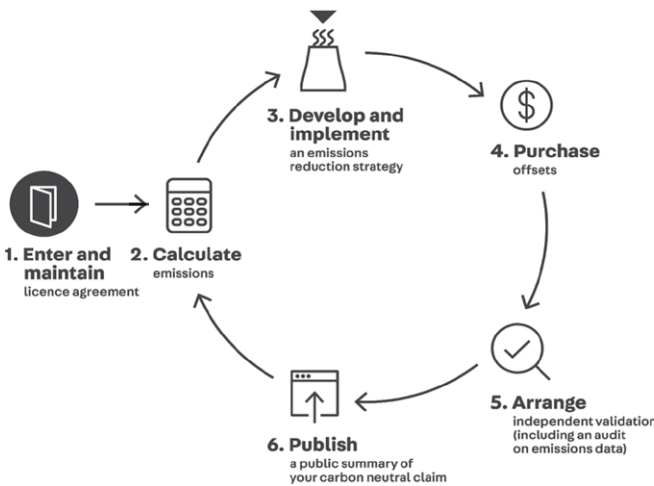 1. Enter and
maintain
licence agreement
2. Calculate
emissions
3. Develop and
implement
an emissions
reduction strategy
$
4. Purchase
offsets
5. Arrange
independent validation
(including an audit
on emissions data)
6. Publish
a public summary of
your carbon neutral claim